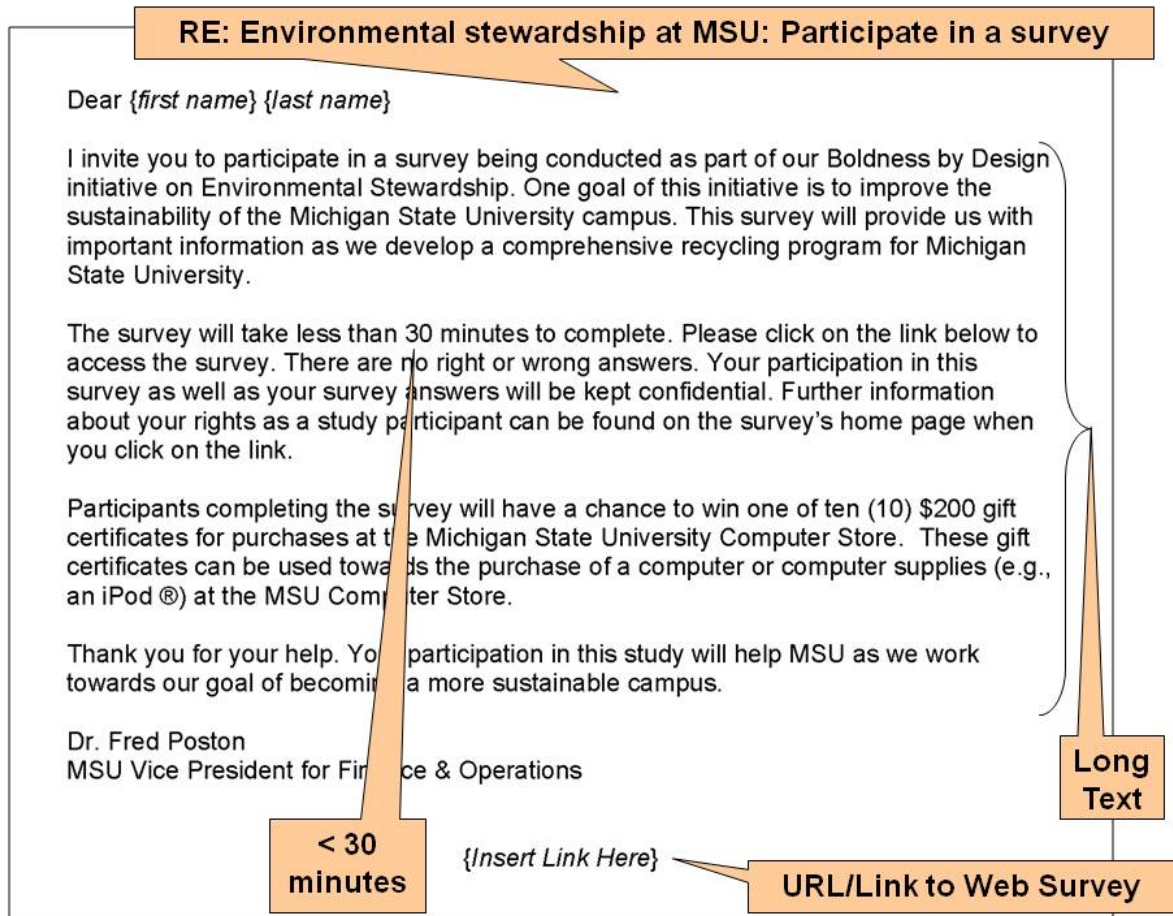 RE: Environmental stewardship at MSU: Participate in a survey
Dear {first name} {last name}
I invite you to participate in a survey being conducted as part of our Boldness by Design
initiative on Environmental Stewardship. One goal of this initiative is to improve the
sustainability of the Michigan State University campus. This survey will provide us with
important information as we develop a comprehensive recycling program for Michigan
State University.
The survey will take less than 30 minutes to complete. Please click on the link below to
access the survey. There are no right or wrong answers. Your participation in this
survey as well as your survey answers will be kept confidential. Further information
about your rights as a study participant can be found on the survey's home page when
you click on the link.
Participants completing the survey will have a chance to win one of ten (10) $200 gift
certificates for purchases at the Michigan State University Computer Store.  These gift
certificates can be used towards the purchase of a computer or computer supplies (e.g.,
an iPod ®) at the MSU Computer Store.
Thank you for your help. Your participation in this study will help MSU as we work
towards our goal of becoming a more sustainable campus.
Dr. Fred Poston
MSU Vice President for Finance & Operations
Long
Text
< 30
minutes
{Insert Link Here}
URL/Link to Web Survey